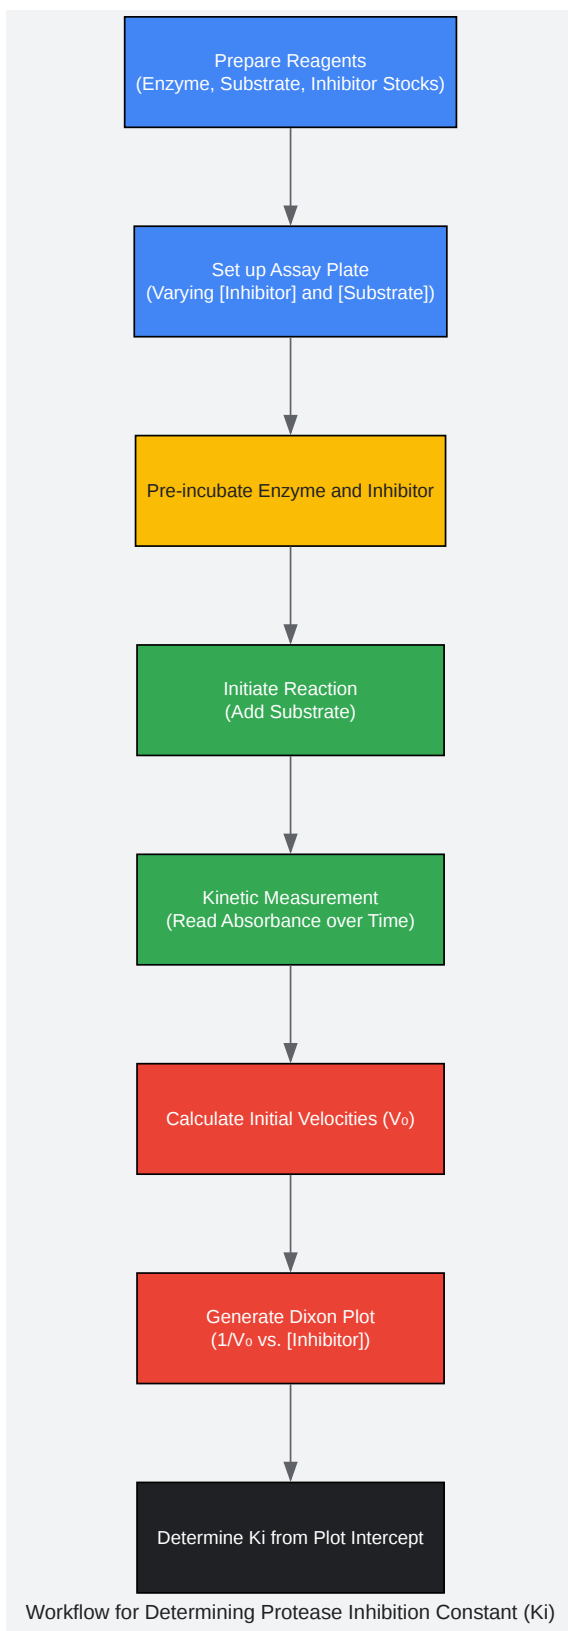 Prepare Reagents
(Enzyme, Substrate, Inhibitor Stocks)
Set up Assay Plate
(Varying [Inhibitor] and [Substrate])
Pre-incubate Enzyme and Inhibitor
Initiate Reaction
(Add Substrate)
Kinetic Measurement
(Read Absorbance over Time)
Calculate Initial Velocities (V₀)
Generate Dixon Plot
(1/V₀ vs. [Inhibitor])
Determine Ki from Plot Intercept
Workflow for Determining Protease Inhibition Constant (Ki)